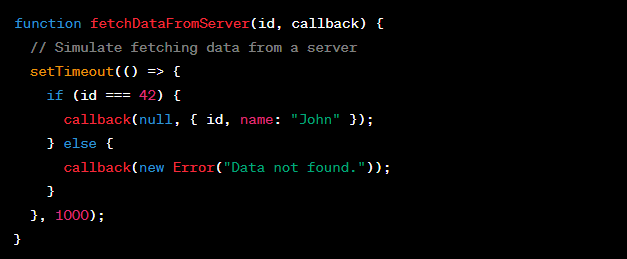 function fetchDataFromServer(id, callback) {
  // Simulate fetching data from a server
  setTimeout(() => {
    if (id === 42) {
      callback(null, { id, name: "John" });
    } else {
      callback(new Error("Data not found."));
    }
  }, 1000);
}